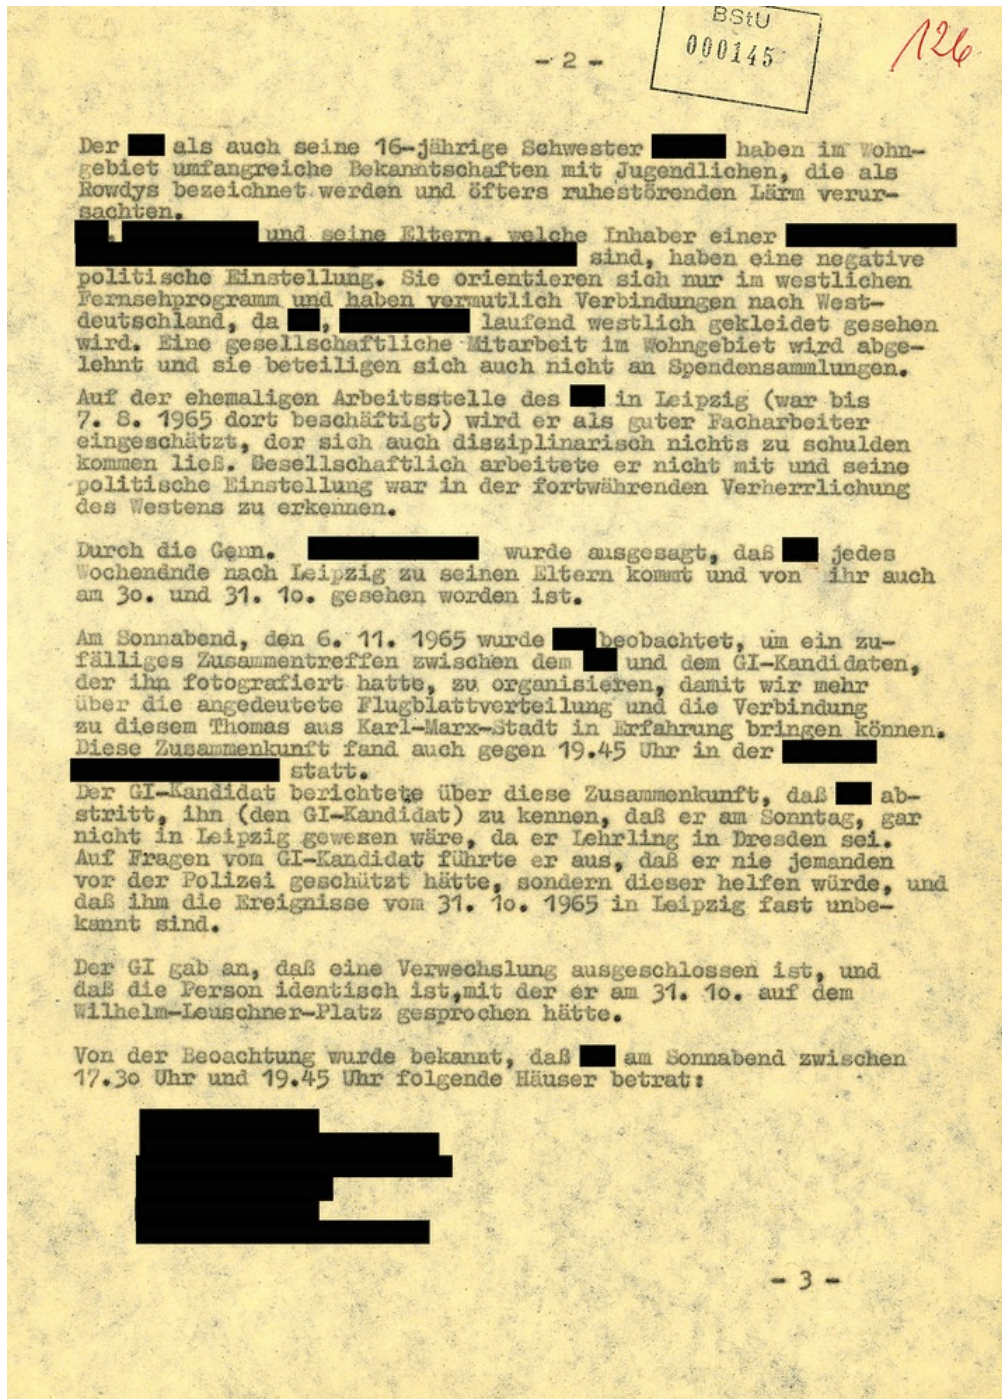 BStU
000145
126
- 2 -
Der als auch seine 16-jährige Schwester haben im Wohn-
gebiet umfangreiche Bekanntschaften mit Jugendlichen, die als
Rowdys bezeichnet werden und öfters ruhestörenden Lärm verur-
sachten.
, und seine Eltern, welche Inhaber einer
sind, haben eine negative
politische Einstellung. Sie orientieren sich nur im westlichen
Fernsehprogramm und haben vermutlich Verbindungen nach West-
deutschland, da , laufend westlich gekleidet gesehen
wird. Eine gesellschaftliche Mitarbeit im Wohngebiet wird abge-
lehnt und sie beteiligen sich auch nicht an Spendensammlungen.
Auf der ehemaligen Arbeitsstelle des in Leipzig (war bis
7. 8. 1965 dort beschäftigt) wird er als guter Facharbeiter
eingeschätzt, der sich auch disziplinarisch nichts zu schulden
kommen ließ. Gesellschaftlich arbeitete er nicht mit und seine
politische Einstellung war in der fortwährenden Verherrlichung
des Westens zu erkennen.
Durch die Genn. wurde ausgesagt, daß jedes
Wochenende nach Leipzig zu seinen Eltern kommt und von ihr auch
am 30. und 31. 10. gesehen worden ist.
Am Sonnabend, den 6. 11. 1965 wurde beobachtet, um ein zu-
fälliges Zusammentreffen zwischen dem und dem GI-Kandidaten,
der ihn fotografiert hatte, zu organisieren, damit wir mehr
über die angedeutete Flugblattverteilung und die Verbindung
zu diesem Thomas aus Karl-Marx-Stadt in Erfahrung bringen können.
Diese Zusammenkunft fand auch gegen 19.45 Uhr in der
statt.
Der GI-Kandidat berichtete über diese Zusammenkunft, daß ab-
stritt, ihn (den GI-Kandidat) zu kennen, daß er am Sonntag, gar
nicht in Leipzig gewesen wäre, da er Lehrling in Dresden sei.
Auf Fragen vom GI-Kandidat führte er aus, daß er nie jemanden
vor der Polizei geschützt hätte, sondern dieser helfen würde, und
daß ihm die Ereignisse vom 31. 10. 1965 in Leipzig fast unbe-
kannt sind.
Der GI gab an, daß eine Verwechslung ausgeschlossen ist, und
daß die Person identisch ist,mit der er am 31. 10. auf dem
Wilhelm-Leuschner-Platz gesprochen hätte.
Von der Beoachtung wurde bekannt, daß am Sonnabend zwischen
17.30 Uhr und 19.45 Uhr folgende Häuser betrat:
- 3 -